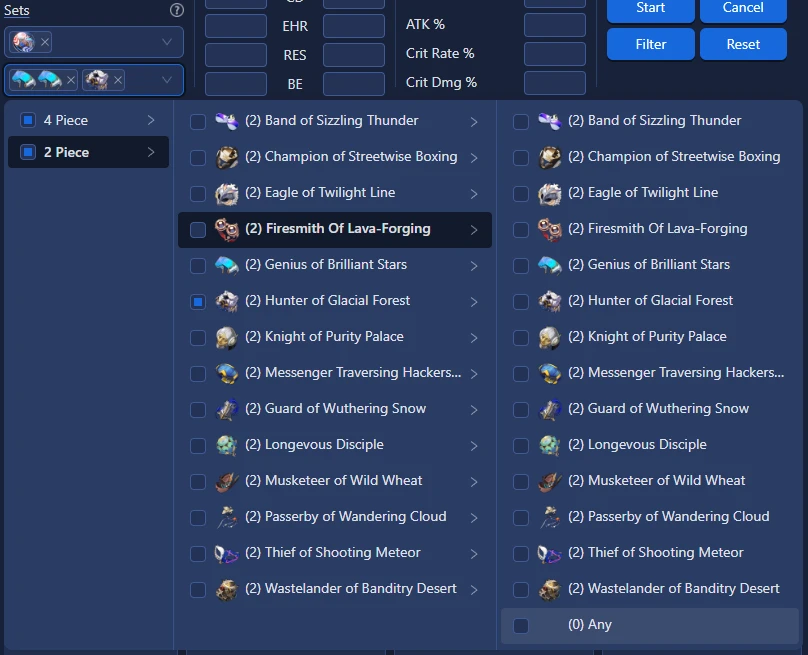 Sets
?
CD
EHR
RES
BE
ATK %
Crit Rate %
Crit Dmg %
Start
Cancel
Filter
Reset
4 Piece
2 Piece
(2) Band of Sizzling Thunder
(2) Champion of Streetwise Boxing
(2) Eagle of Twilight Line
(2) Firesmith Of Lava-Forging
(2) Genius of Brilliant Stars
(2) Hunter of Glacial Forest
(2) Knight of Purity Palace
(2) Messenger Traversing Hackers...
(2) Guard of Wuthering Snow
(2) Longevous Disciple
(2) Musketeer of Wild Wheat
(2) Passerby of Wandering Cloud
(2) Thief of Shooting Meteor
(2) Wastelander of Banditry Desert
(2) Band of Sizzling Thunder
(2) Champion of Streetwise Boxing
(2) Eagle of Twilight Line
(2) Firesmith Of Lava-Forging
(2) Genius of Brilliant Stars
(2) Hunter of Glacial Forest
(2) Knight of Purity Palace
(2) Messenger Traversing Hackers...
(2) Guard of Wuthering Snow
(2) Longevous Disciple
(2) Musketeer of Wild Wheat
(2) Passerby of Wandering Cloud
(2) Thief of Shooting Meteor
(2) Wastelander of Banditry Desert
(0) Any